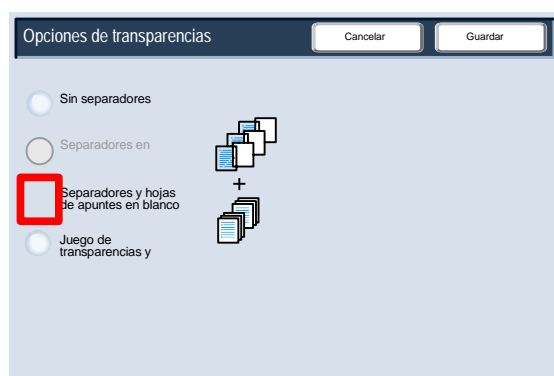 Opciones de transparencias
Cancelar
Guardar
Sin separadores
Separadores en
Separadores y hojas
de apuntes en blanco
+
Juego de
transparencias y